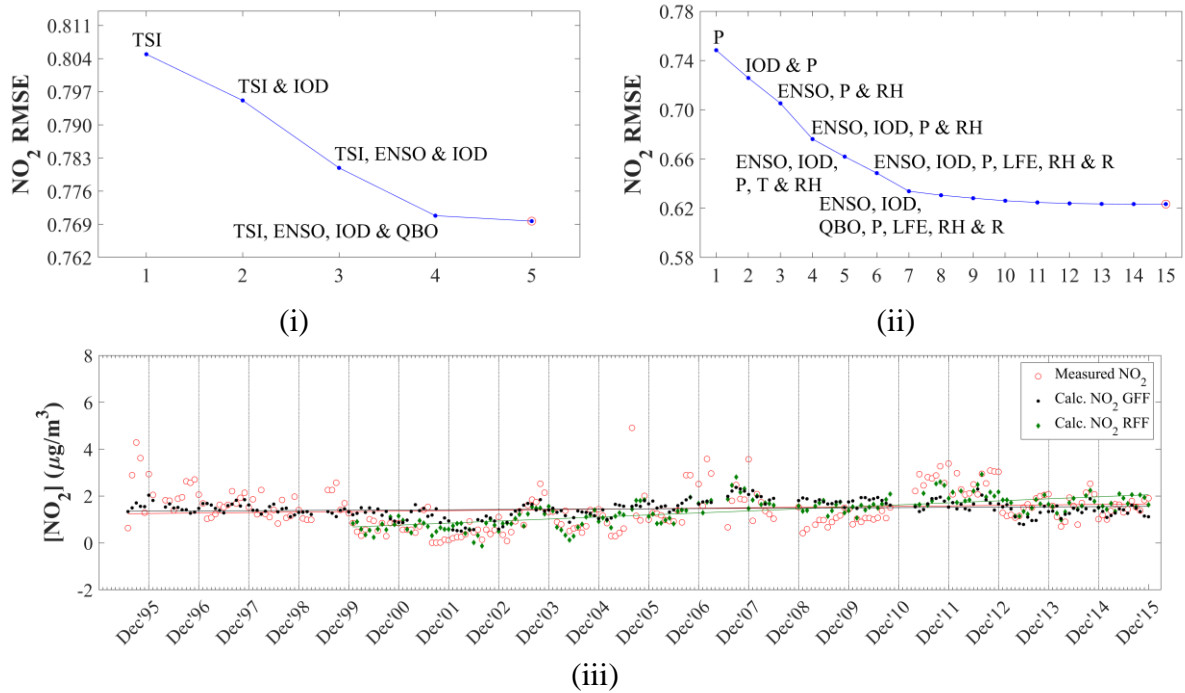 0.811
0.804
0.797
0.790
0.783
0.776
0.769
0.762
NO2 RMSE
TSI
TSI & IOD
TSI, ENSO & IOD
TSI, ENSO, IOD & QBO
1 2 3 4 5
(i)
0.78
0.74
0.70
0.66
0.62
0.58
NO2 RMSE
P
IOD & P
ENSO, P & RH
ENSO, IOD, P & RH
ENSO, IOD,
P, T & RH
ENSO, IOD, P, LFE, RH & R
ENSO, IOD,
QBO, P, LFE, RH & R
1 2 3 4 5 6 7 8 9 10 11 12 13 14 15
(ii)
8
6
4
2
0
-2
[NO2] (μg/m3)
Measured NO2
Calc. NO2 GFF
Calc. NO2 RFF
Dec'95 Dec'96 Dec'97 Dec'98 Dec'99 Dec'00 Dec'01 Dec'02 Dec'03 Dec'04 Dec'05 Dec'06 Dec'07 Dec'08 Dec'09 Dec'10 Dec'11 Dec'12 Dec'13 Dec'14 Dec'15
(iii)